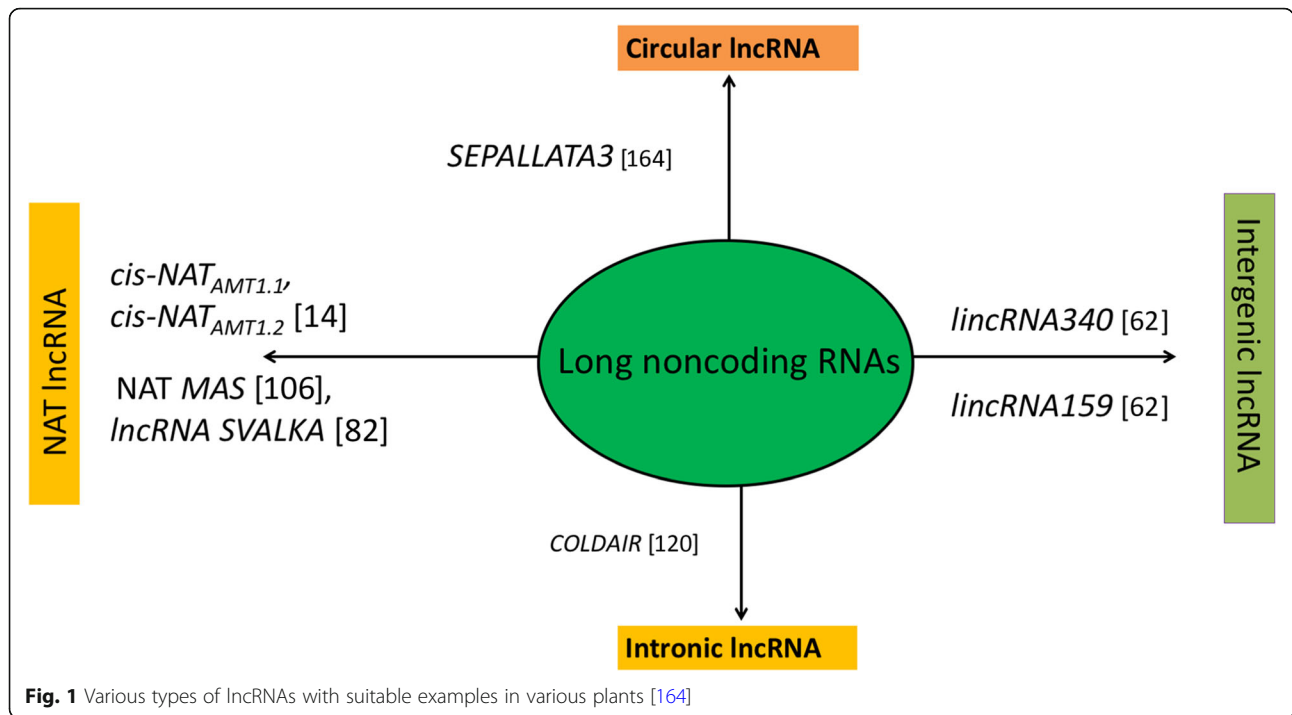 Circular lncRNA
SEPALLATA3 [164]
NAT lncRNA
cis-NAT_AMT1.1,
cis-NAT_AMT1.2 [14]
NAT MAS [106],
lncRNA SVALKA [82]
Long noncoding RNAs
lincRNA340 [62]
lincRNA159 [62]
Intergenic lncRNA
COLDAIR [120]
Intronic lncRNA
Fig. 1 Various types of lncRNAs with suitable examples in various plants [164]